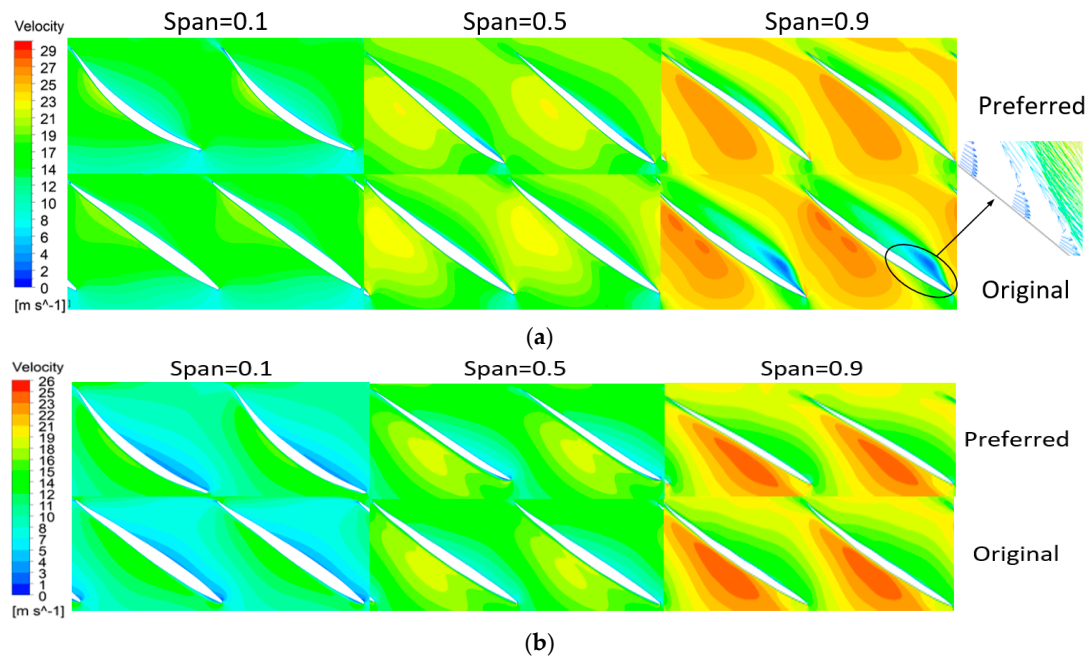 Span=0.1 Span=0.5 Span=0.9
Velocity
29
27
25
23
21
19
17
14
12
10
8
6
4
2
0
[m s^-1]
Preferred
Original
(a)
Span=0.1 Span=0.5 Span=0.9
Velocity
26
25
23
22
21
19
18
16
15
14
12
11
10
8
7
5
4
3
1
0
[m s^-1]
Preferred
Original
(b)